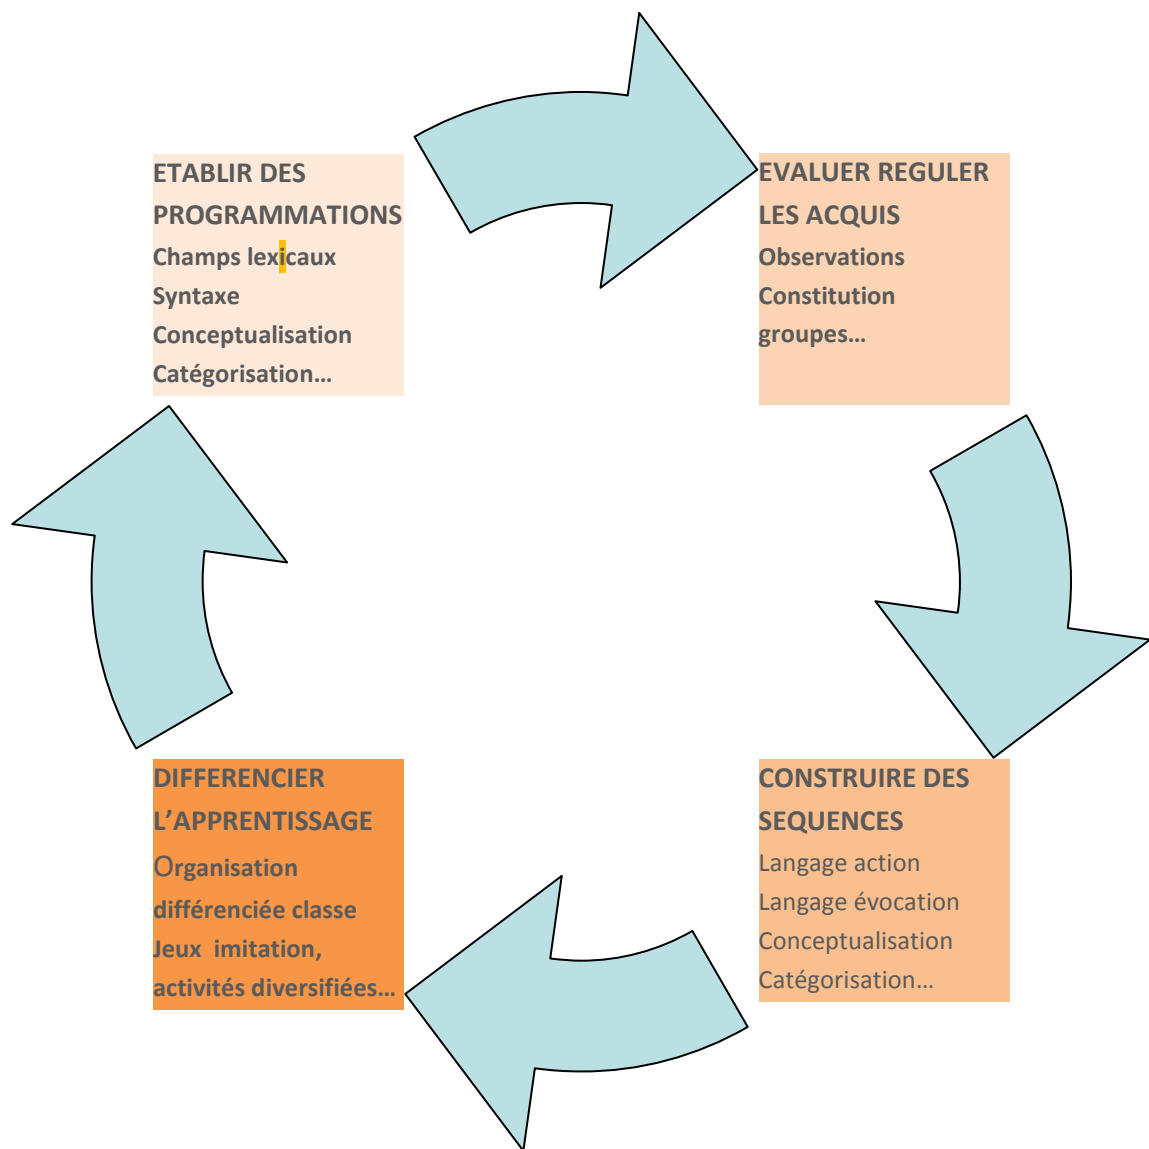 ETABLIR DES
PROGRAMMATIONS
Champs lexicaux
Syntaxe
Conceptualisation
Catégorisation…
EVALUER REGULER
LES ACQUIS
Observations
Constitution
groupes…
CONSTRUIRE DES
SEQUENCES
Langage action
Langage évocation
Conceptualisation
Catégorisation…
DIFFERENCIER
L’APPRENTISSAGE
Organisation
différenciée classe
Jeux imitation,
activités diversifiées…